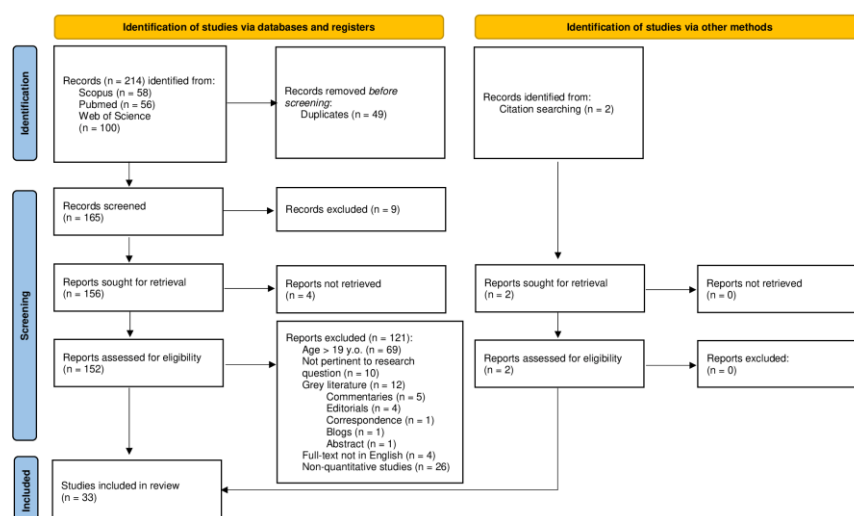 Identification of studies via databases and registers
Identification of studies via other methods
Identification
Records (n = 214) identified from:
Scopus (n = 58)
Pubmed (n = 56)
Web of Science
(n = 100)
Records removed before
screening:
Duplicates (n = 49)
Records identified from:
Citation searching (n = 2)
Screening
Records screened
(n = 165)
Records excluded (n = 9)
Reports sought for retrieval
(n = 156)
Reports not retrieved
(n = 4)
Reports sought for retrieval
(n = 2)
Reports not retrieved
(n = 0)
Reports assessed for eligibility
(n = 152)
Reports excluded (n = 121):
Age > 19 y.o. (n = 69)
Not pertinent to research
question (n = 10)
Grey literature (n = 12)
Commentaries (n = 5)
Editorials (n = 4)
Correspondence (n = 1)
Blogs (n = 1)
Abstract (n = 1)
Full-text not in English (n = 4)
Non-quantitative studies (n = 26)
Reports assessed for eligibility
(n = 2)
Reports excluded:
(n = 0)
Included
Studies included in review
(n = 33)